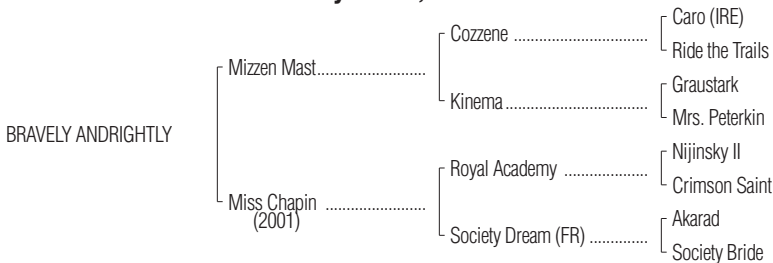 Caro (IRE)
Cozzene ................................
Ride the Trails
Mizzen Mast..........................
Graustark
Kinema..................................
Mrs. Peterkin
BRAVELY ANDRIGHTLY
Nijinsky II
Royal Academy ....................
Crimson Saint
Miss Chapin ........................
(2001)
Akarad
Society Dream (FR) ..............
Society Bride